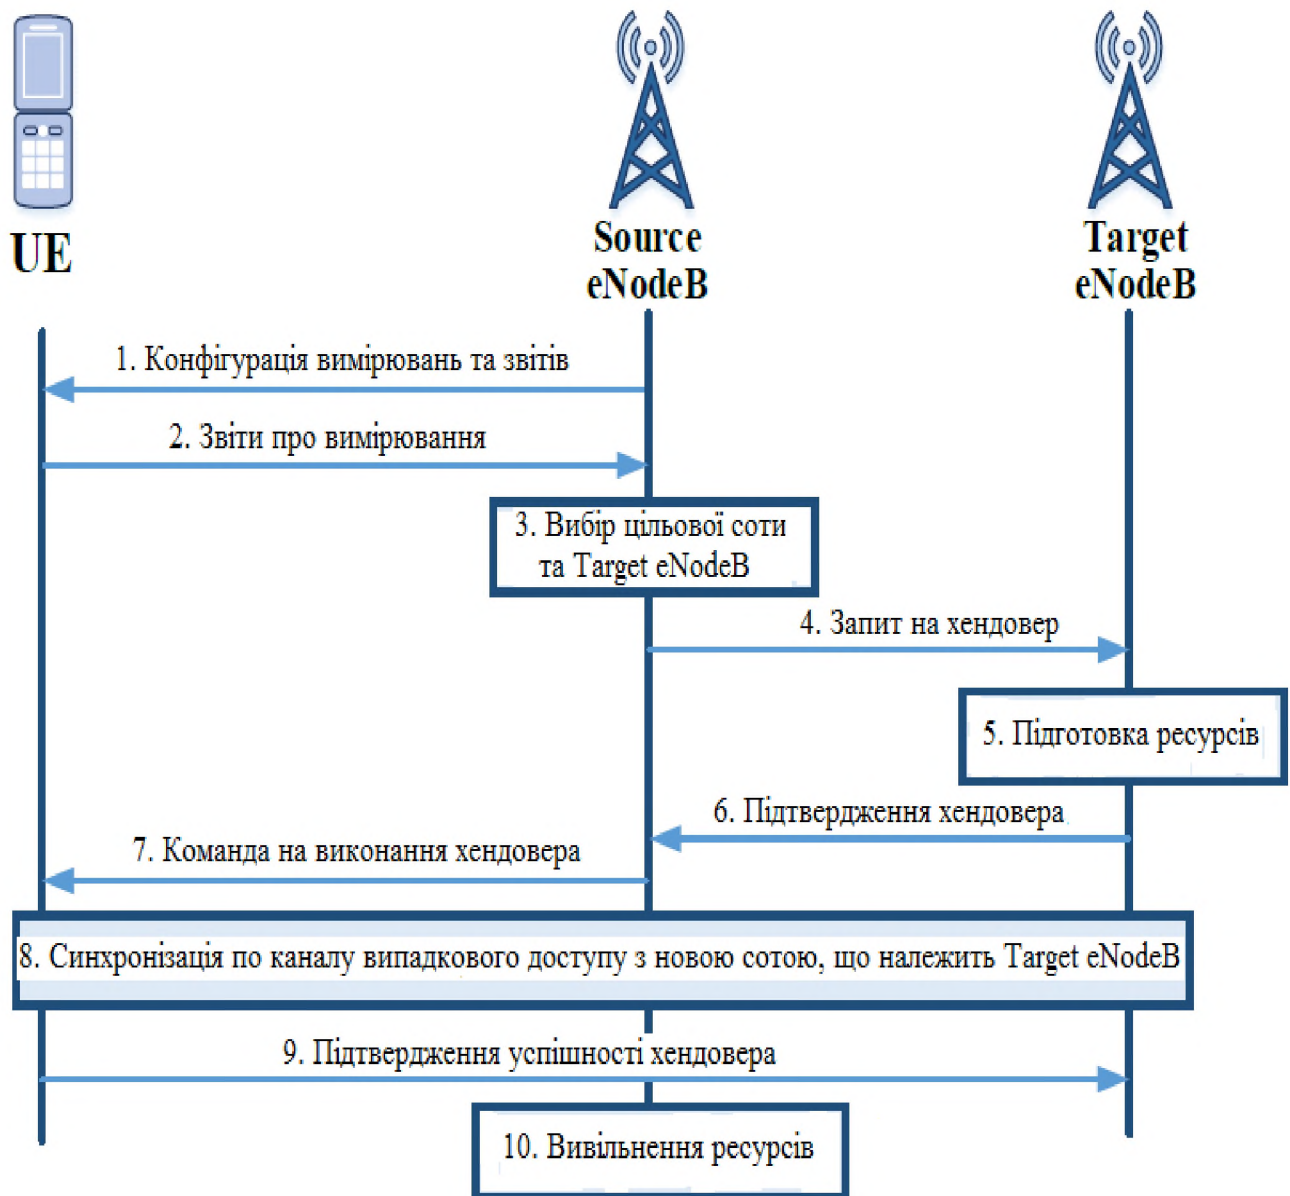 UE
Source
eNodeB
Target
eNodeB
1. Конфігурація вимірювань та звітів
2. Звіти про вимірювання
3. Вибір цільової соти
та Target eNodeB
4. Запит на хендовер
5. Підготовка ресурсів
6. Підтвердження хендовера
7. Команда на виконання хендовера
8. Синхронізація по каналу випадкового доступу з новою сотою, що належить Target eNodeB
9. Підтвердження успішності хендовера
10. Вивільнення ресурсів